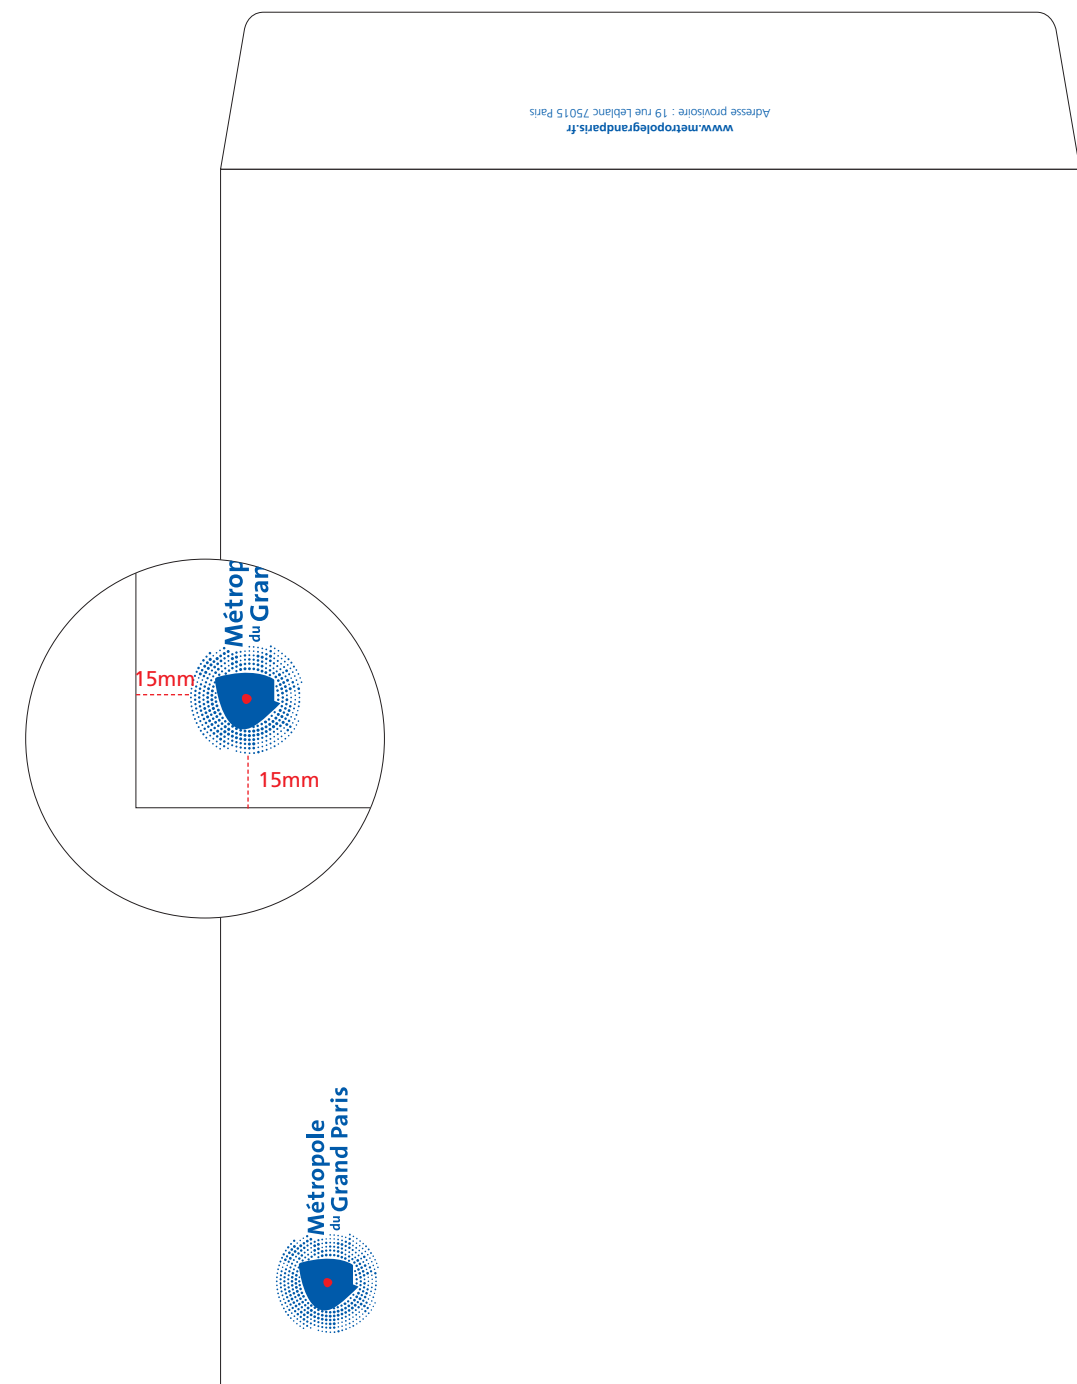 www.metropolegrandparis.fr
Adresse provisoire : 19 rue Leblanc 75015 Paris
Métrop
du Gran
15mm
15mm
Métropole
du Grand Paris